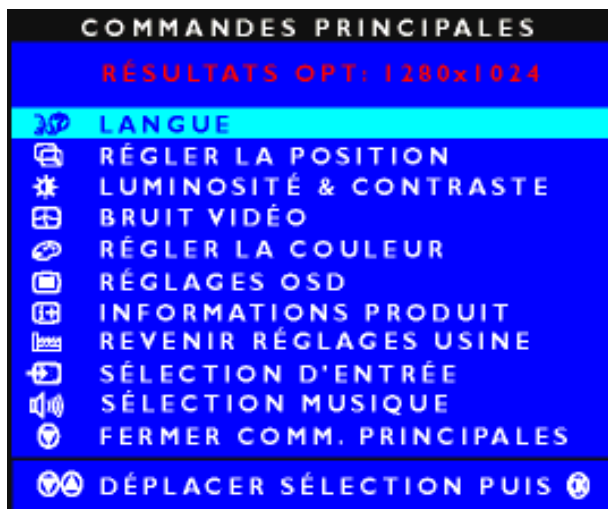 COMMANDES PRINCIPALES
RÉSULTATS OPT: 1280x1024
LANGUE
RÉGLER LA POSITION
LUMINOSITÉ & CONTRASTE
BRUIT VIDÉO
RÉGLER LA COULEUR
RÉGLAGES OSD
INFORMATIONS PRODUIT
REVENIR RÉGLAGES USINE
SÉLECTION D'ENTRÉE
SÉLECTION MUSIQUE
FERMER COMM. PRINCIPALES
DÉPLACER SÉLECTION PUIS OK